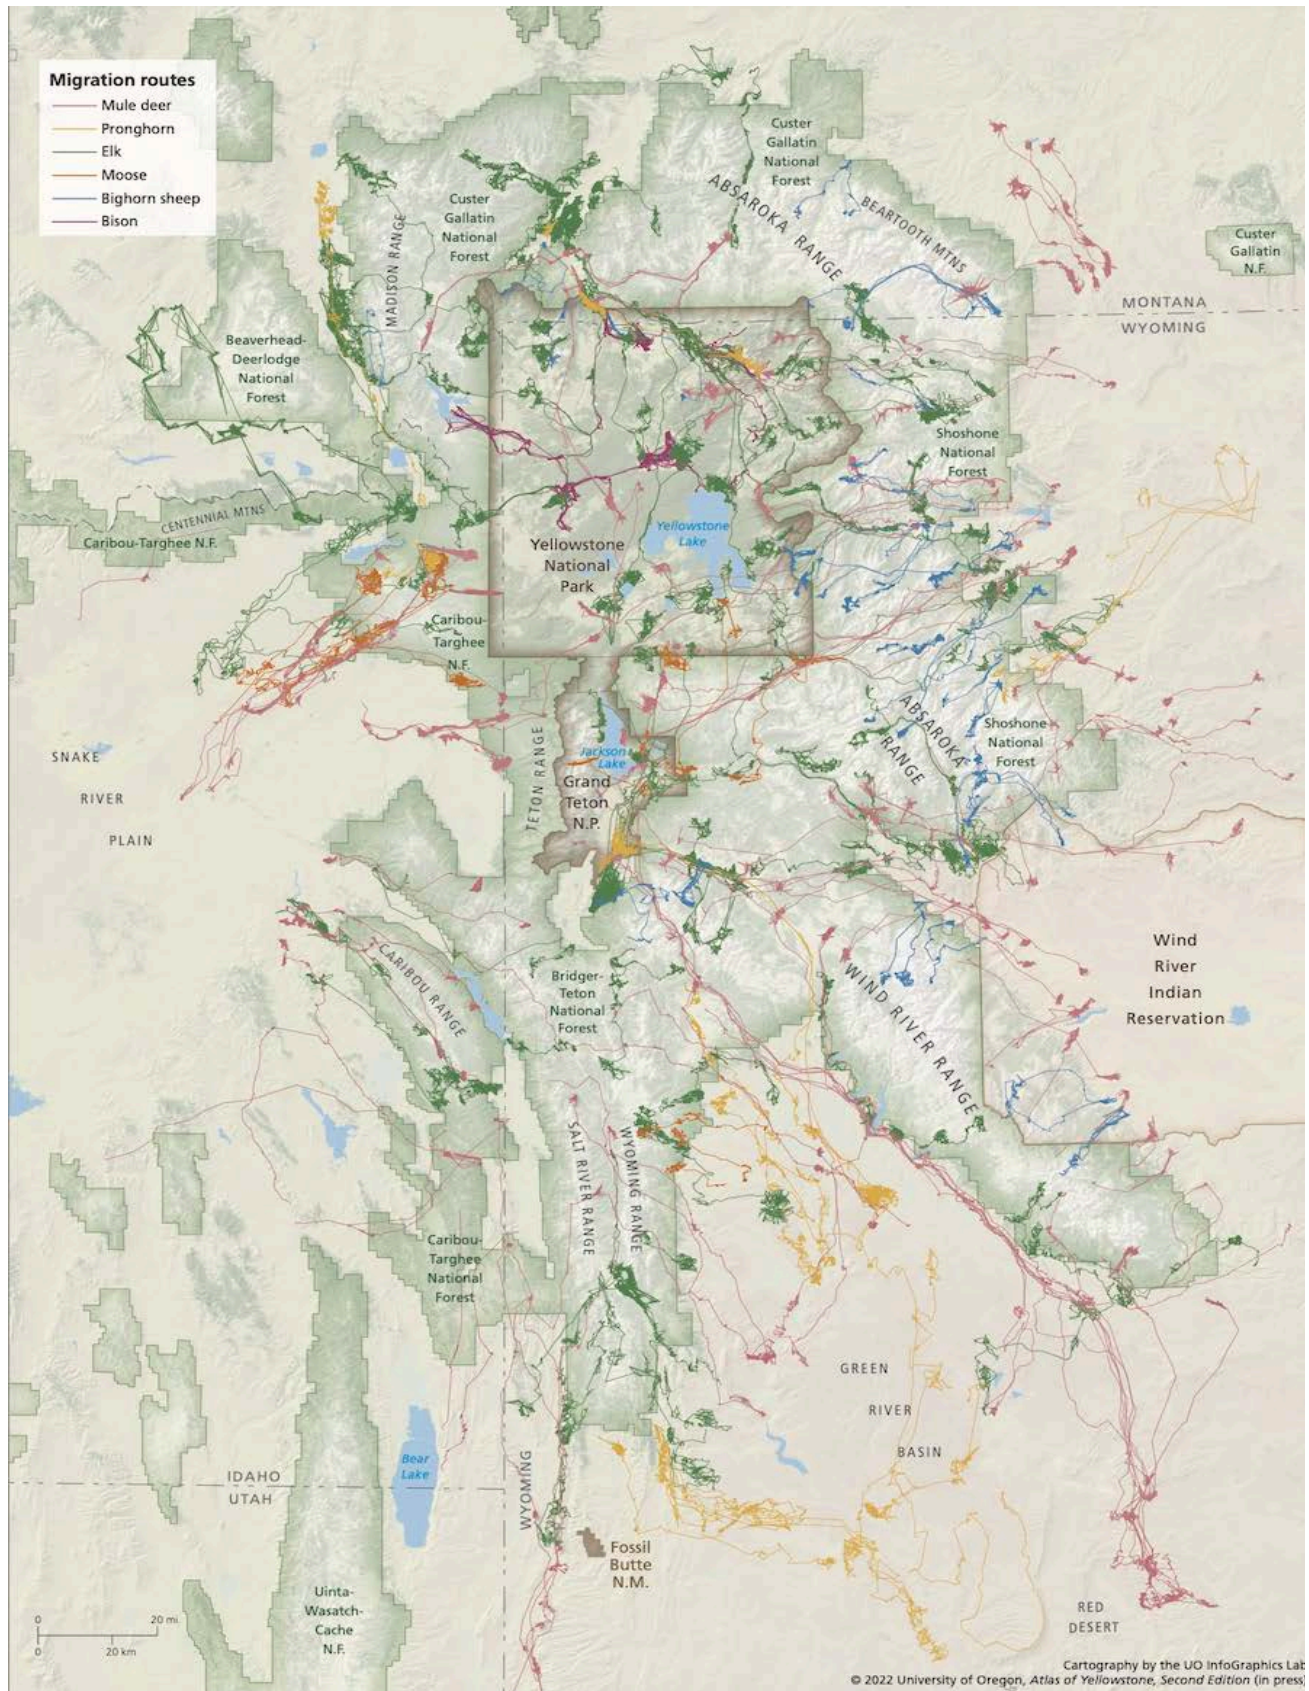 Migration routes
Mule deer
Pronghorn
Elk
Moose
Bighorn sheep
Bison
Custer
Gallatin
National
Forest
ABSAROKA RANGE
BEARTOOTH MTNS
Custer
Gallatin
National
Forest
MADISON RANGE
Custer
Gallatin
N.F.
MONTANA
WYOMING
Beaverhead-
Deerlodge
National
Forest
Shoshone
National
Forest
CENTENNIAL MTNS
Caribou-Targhee N.F.
Yellowstone
Lake
Yellowstone
National
Park
Caribou-
Targhee
N.F.
ABSAROKA
RANGE
Shoshone
National
Forest
SNAKE
RIVER
PLAIN
TETON RANGE
Jackson
Lake
Grand
Teton
N.P.
CARIBOU RANGE
Bridger-
Teton
National
Forest
WIND RIVER RANGE
Wind
River
Indian
Reservation
SALT RIVER RANGE
WYOMING RANGE
Caribou-
Targhee
National
Forest
GREEN
RIVER
BASIN
Bear
Lake
IDAHO
UTAH
WYOMING
Fossil
Butte
N.M.
Uinta-
Wasatch-
Cache
N.F.
RED
DESERT
0 20 mi
0 20 km
Cartography by the UO InfoGraphics Lab
© 2022 University of Oregon, Atlas of Yellowstone, Second Edition (in press)